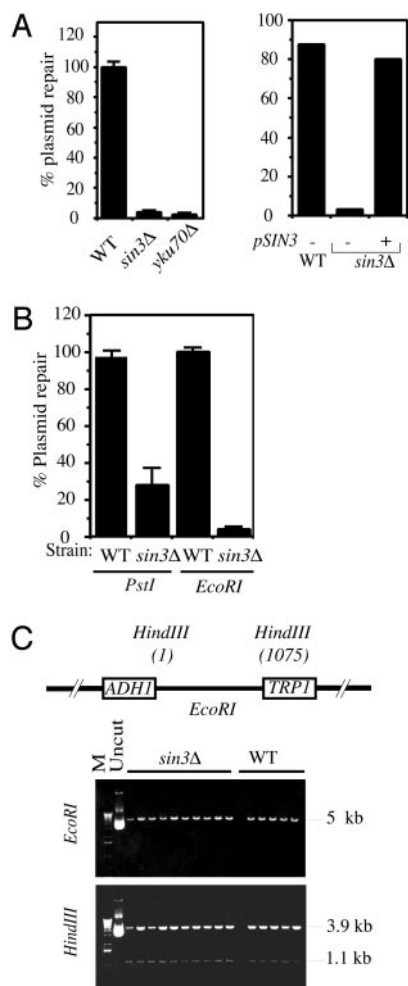 A
% plasmid repair
120
100
80
60
40
20
0
WT
sin3Δ
yku70Δ
100
80
60
40
20
0
pSIN3 - - +
WT sin3Δ
B
% Plasmid repair
120
100
80
60
40
20
0
Strain: WT sin3Δ WT sin3Δ
PstI EcoRI
C
HindIII HindIII
(1) (1075)
ADH1 TRP1
EcoRI
M
Uncut
sin3Δ WT
EcoRI
5 kb
HindIII
3.9 kb
1.1 kb